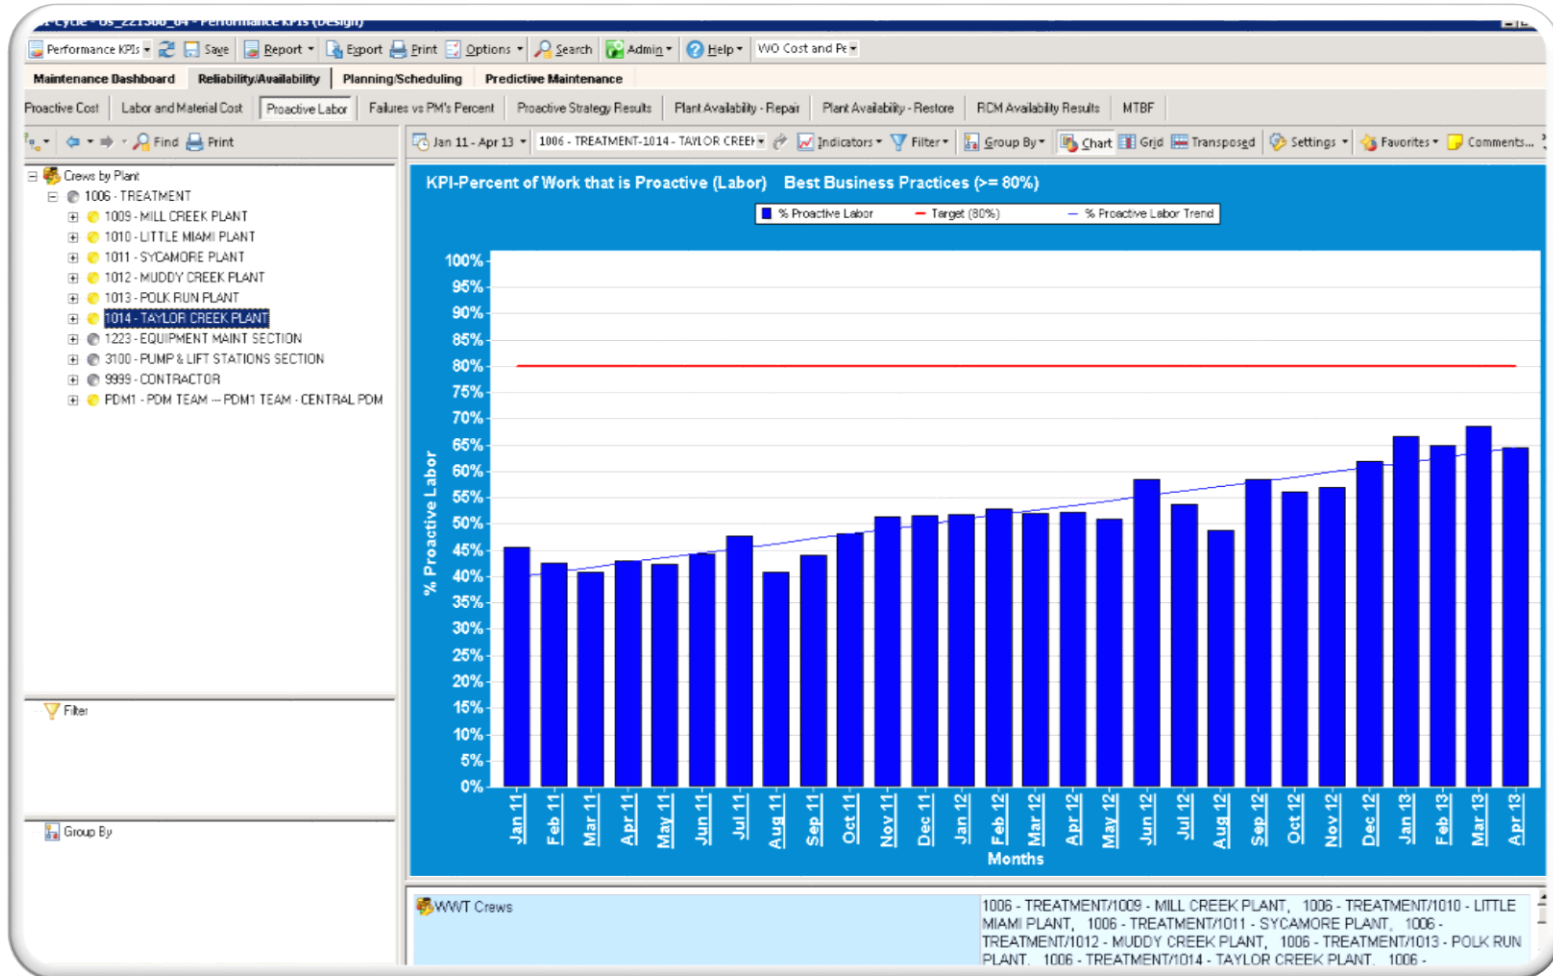 Cycle - Us_221300_04 - Performance KPIs (Design)
Performance KPIs Save Report Export Print Options Search Admin Help WO Cost and Pe
Maintenance Dashboard Reliability/Availability Planning/Scheduling Predictive Maintenance
Proactive Cost Labor and Material Cost Proactive Labor Failures vs PM's Percent Proactive Strategy Results Plant Availability - Repair Plant Availability - Restore RCM Availability Results MTBF
Find Print
Jan 11 - Apr 13 1006 - TREATMENT-1014 - TAYLOR CREEK Indicators Filter Group By Chart Grid Transposed Settings Favorites Comments...
Crews by Plant
1006 - TREATMENT
1009 - MILL CREEK PLANT
1010 - LITTLE MIAMI PLANT
1011 - SYCAMORE PLANT
1012 - MUDDY CREEK PLANT
1013 - POLK RUN PLANT
1014 - TAYLOR CREEK PLANT
1223 - EQUIPMENT MAINT SECTION
3100 - PUMP & LIFT STATIONS SECTION
9999 - CONTRACTOR
PDM1 - PDM TEAM --- PDM1 TEAM - CENTRAL PDM
Filter
Group By
KPI-Percent of Work that is Proactive (Labor) Best Business Practices (>= 80%)
% Proactive Labor Target (80%) % Proactive Labor Trend
100%
95%
90%
85%
80%
75%
70%
65%
60%
55%
50%
45%
40%
35%
30%
25%
20%
15%
10%
5%
0%
% Proactive Labor
Jan 11
Feb 11
Mar 11
Apr 11
May 11
Jun 11
Jul 11
Aug 11
Sep 11
Oct 11
Nov 11
Dec 11
Jan 12
Feb 12
Mar 12
Apr 12
May 12
Jun 12
Jul 12
Aug 12
Sep 12
Oct 12
Nov 12
Dec 12
Jan 13
Feb 13
Mar 13
Apr 13
Months
WWT Crews
1006 - TREATMENT/1009 - MILL CREEK PLANT, 1006 - TREATMENT/1010 - LITTLE
MIAMI PLANT, 1006 - TREATMENT/1011 - SYCAMORE PLANT, 1006 -
TREATMENT/1012 - MUDDY CREEK PLANT, 1006 - TREATMENT/1013 - POLK RUN
PLANT, 1006 - TREATMENT/1014 - TAYLOR CREEK PLANT, 1006 -